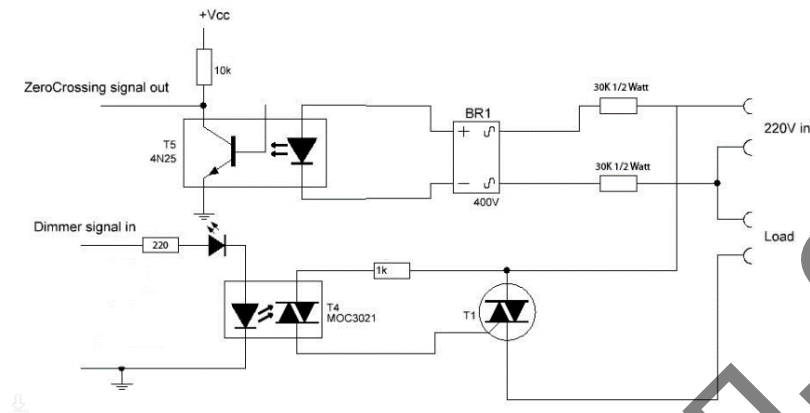 +Vcc
10k
ZeroCrossing signal out
T5
4N25
BR1
400V
30K 1/2 Watt
30K 1/2 Watt
220V in
Load
Dimmer signal in
220
1k
T4
MOC3021
T1